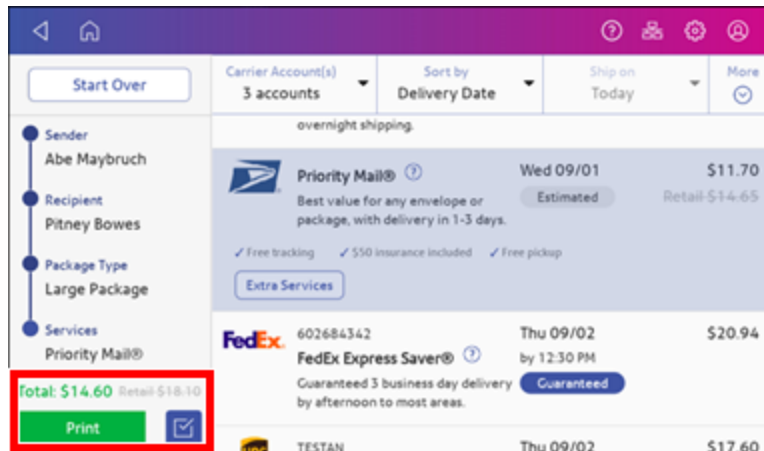 Start Over
Sender
Abe Maybruch
Recipient
Pitney Bowes
Package Type
Large Package
Services
Priority Mail®
Total: $14.60 Retail $18.10
Print
Carrier Account(s)
3 accounts
Sort by
Delivery Date
Ship on
Today
More
overnight shipping.
Priority Mail® ?
Wed 09/01
$11.70
Best value for any envelope or
package, with delivery in 1-3 days.
Estimated
Retail $14.65
✓ Free tracking ✓ $50 insurance included ✓ Free pickup
Extra Services
FedEx
602684342
Thu 09/02
$20.94
FedEx Express Saver® ?
by 12:30 PM
Guaranteed 3 business day delivery
by afternoon to most areas.
Guaranteed
TESTAN
Thu 09/02
$17.60